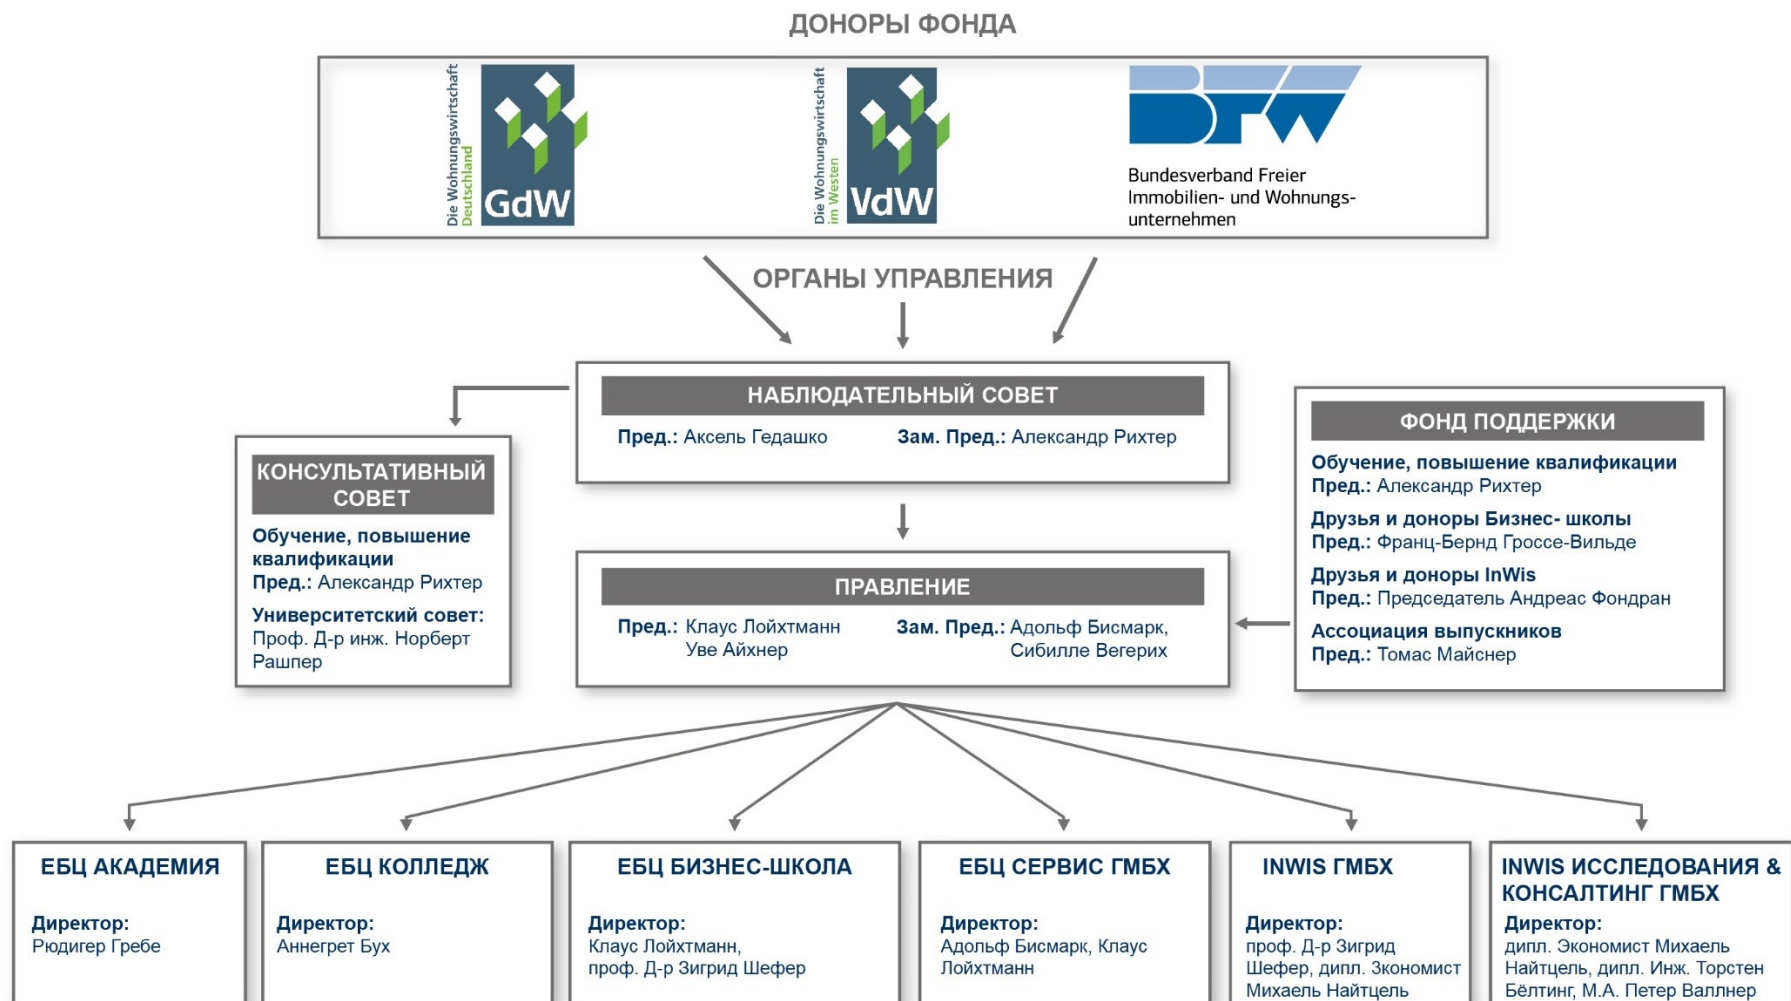 ДОНОРЫ ФОНДА
Die Wohnungswirtschaft
Deutschland
GdW
Die Wohnungswirtschaft
im Westen
VdW
BFW
Bundesverband Freier
Immobilien- und Wohnungs-
unternehmen
ОРГАНЫ УПРАВЛЕНИЯ
НАБЛЮДАТЕЛЬНЫЙ СОВЕТ
Пред.: Аксель Гедашко
Зам. Пред.: Александр Рихтер
КОНСУЛЬТАТИВНЫЙ
СОВЕТ
Обучение, повышение
квалификации
Пред.: Александр Рихтер
Университетский совет:
Проф. Д-р инж. Норберт
Рашпер
ФОНД ПОДДЕРЖКИ
Обучение, повышение квалификации
Пред.: Александр Рихтер
Друзья и доноры Бизнес- школы
Пред.: Франц-Бернд Гроссе-Вильде
Друзья и доноры InWis
Пред.: Председатель Андреас Фондран
Ассоциация выпускников
Пред.: Томас Майснер
ПРАВЛЕНИЕ
Пред.: Клаус Лойхтманн
Уве Айхнер
Зам. Пред.: Адольф Бисмарк,
Сибилле Вегерих
ЕБЦ АКАДЕМИЯ
Директор:
Рюдигер Гребе
ЕБЦ КОЛЛЕДЖ
Директор:
Аннегрет Бух
ЕБЦ БИЗНЕС-ШКОЛА
Директор:
Клаус Лойхтманн,
проф. Д-р Зигрид Шефер
ЕБЦ СЕРВИС ГМБХ
Директор:
Адольф Бисмарк, Клаус
Лойхтманн
INWIS ГМБХ
Директор:
проф. Д-р Зигрид
Шефер, дипл. Зкономист
Михаель Найтцель
INWIS ИССЛЕДОВАНИЯ &
КОНСАЛТИНГ ГМБХ
Директор:
дипл. Экономист Михаель
Найтцель, дипл. Инж. Торстен
Бёлтинг, М.А. Петер Валлнер